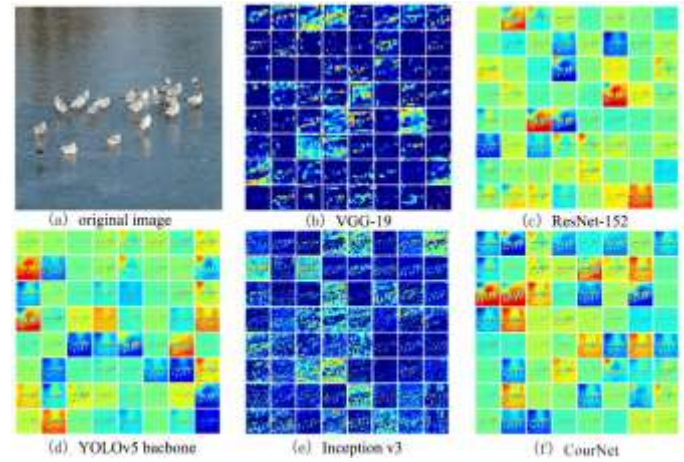 (a) original image
(b) VGG-19
(c) ResNet-152
(d) YOLOv5 bacbone
(e) Inception v3
(f) CourNet